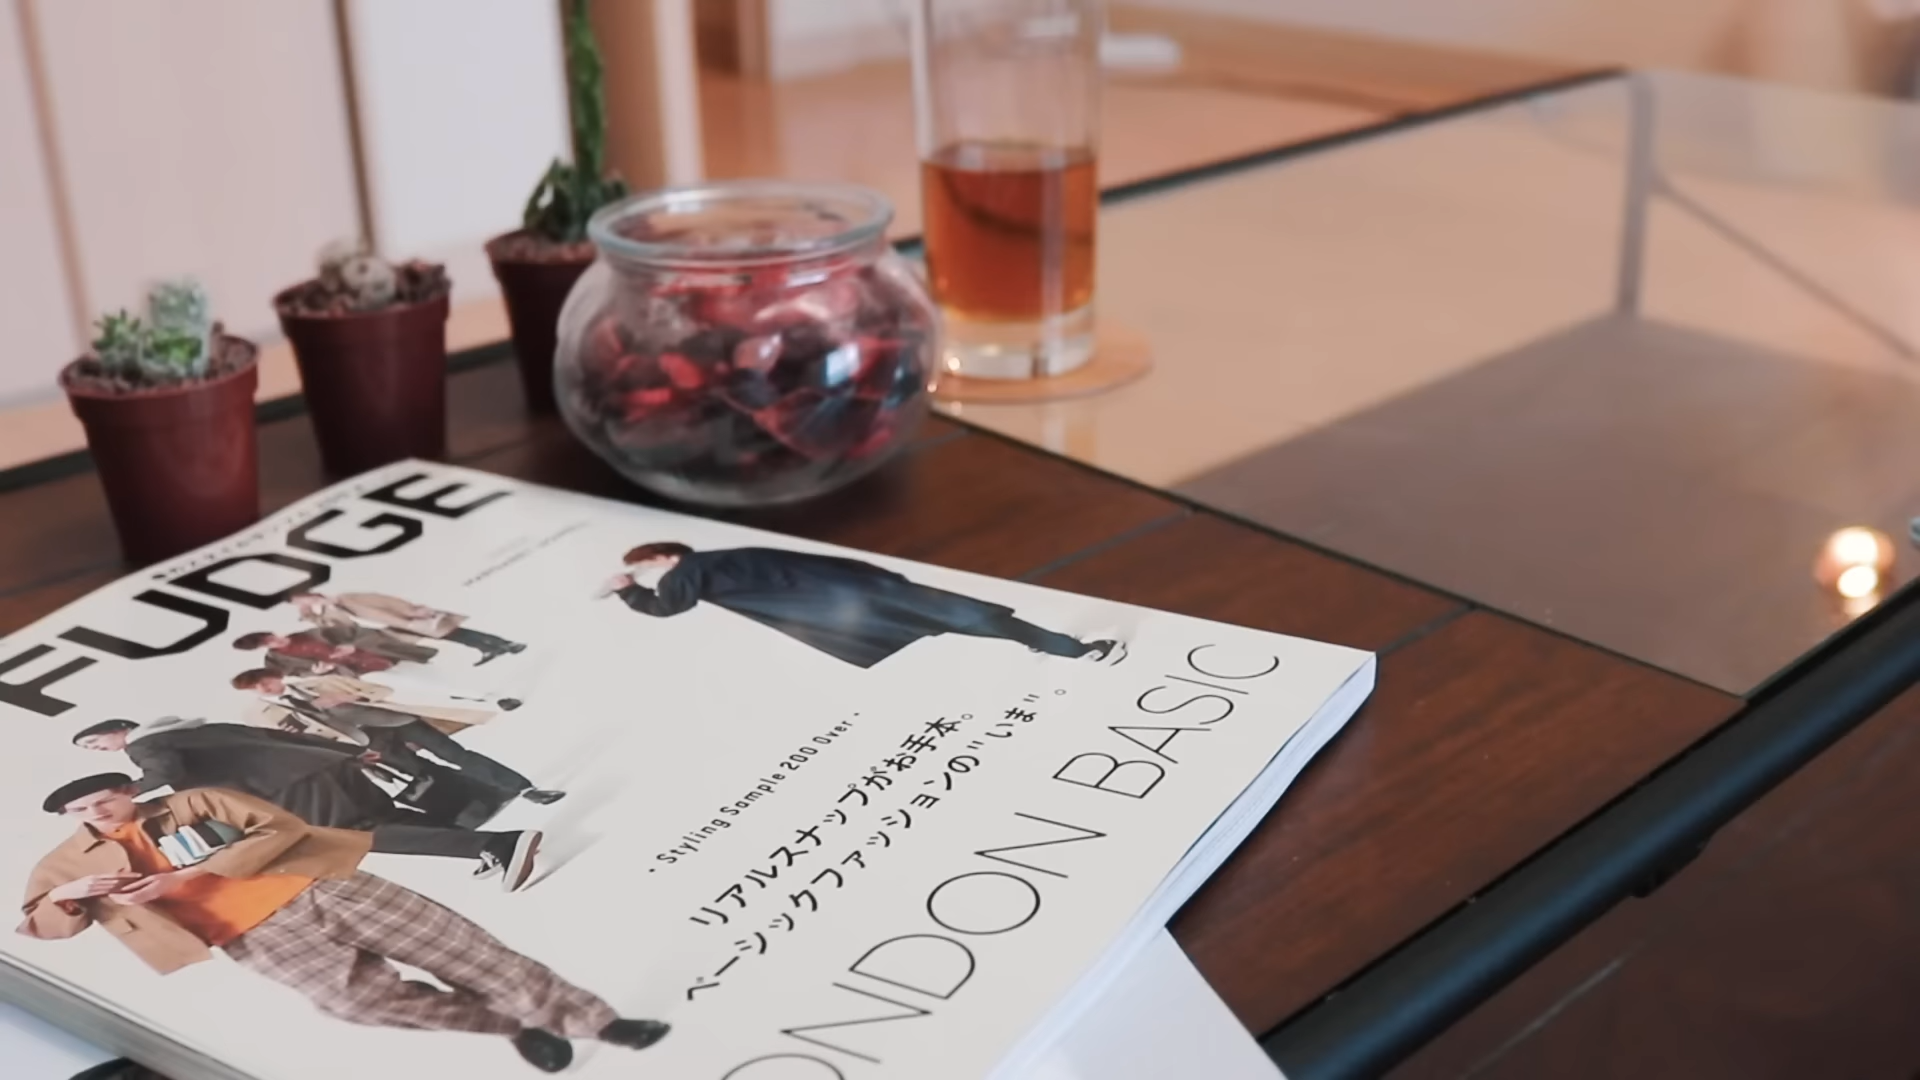 FUDGE
・Styling Sample 200 Over・
リアルスナップがお手本。
ベーシックファッションの"いま"。
ONDON BASIC